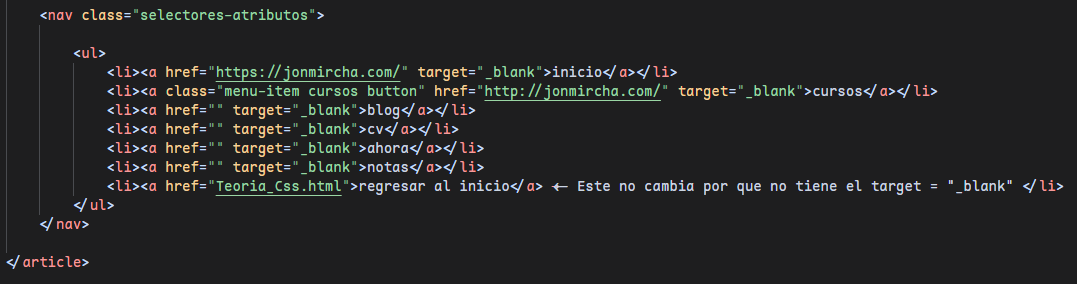 <nav class="selectores-atributos">
<ul>
<li><a href="https://jonmircha.com/" target="_blank">inicio</a></li>
<li><a class="menu-item cursos button" href="http://jonmircha.com/" target="_blank">cursos</a></li>
<li><a href="" target="_blank">blog</a></li>
<li><a href="" target="_blank">cv</a></li>
<li><a href="" target="_blank">ahora</a></li>
<li><a href="" target="_blank">notas</a></li>
<li><a href="Teoria_Css.html">regresar al inicio</a> <-- Este no cambia por que no tiene el target = "_blank" </li>
</ul>
</nav>
</article>